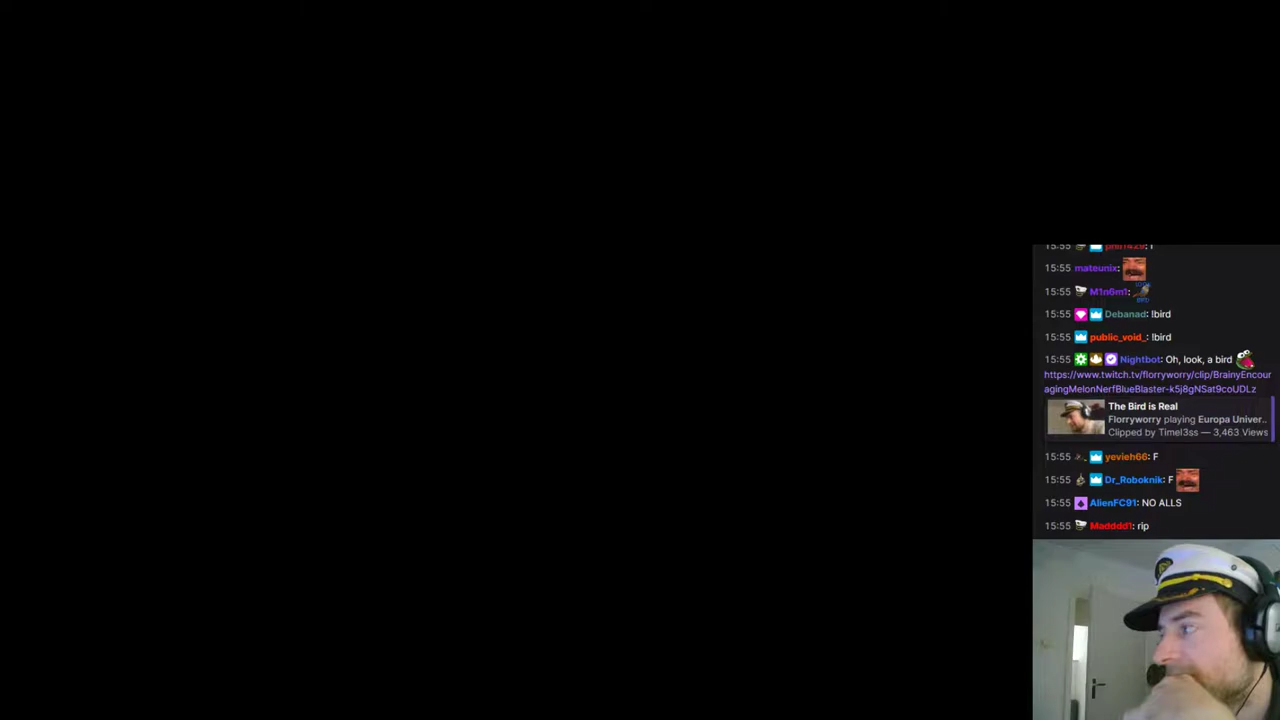 15:55 mateunix:
15:55 M1n6m1:
15:55 Debanad: !bird
15:55 public_void_: !bird
15:55 Nightbot: Oh, look, a bird
https://www.twitch.tv/florryworry/clip/BrainyEncour
agingMelonNerfBlueBlaster-k5j8gNSat9coUDLz
The Bird is Real
Florryworry playing Europa Univer..
Clipped by Timel3ss — 3,463 Views
15:55 yevieh66: F
15:55 Dr_Roboknik: F
15:55 AlienFC91: NO ALLS
15:55 Madddd1: rip